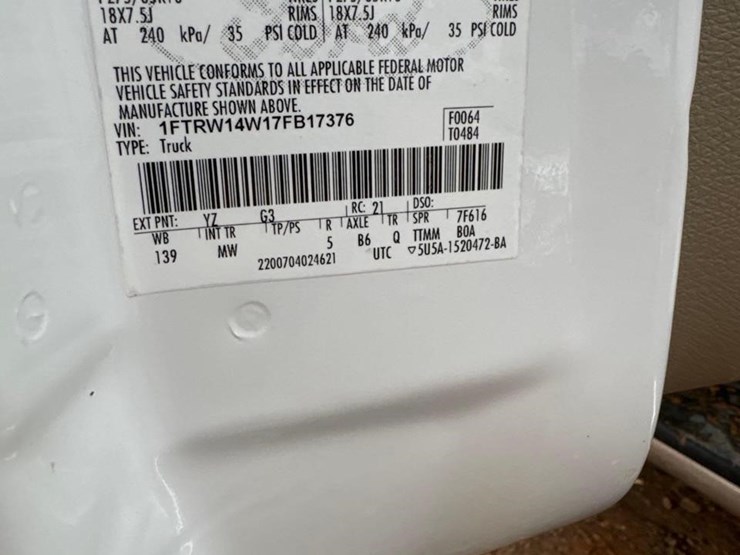 18X7.5J RIMS 18X7.5J RIMS
AT 240 kPa/ 35 PSI COLD AT 240 kPa/ 35 PSI COLD
THIS VEHICLE CONFORMS TO ALL APPLICABLE FEDERAL MOTOR
VEHICLE SAFETY STANDARDS IN EFFECT ON THE DATE OF
MANUFACTURE SHOWN ABOVE.
VIN: 1FTRW14W17FB17376 F0064
TYPE: Truck T0484
EXT PNT: YZ G3 RC: 21 DSO:
WB INT TR TP/PS R AXLE TR SPR 7F616
139 MW 5 B6 Q TTMM BOA
2200704024621 UTC ▽5U5A-1520472-BA